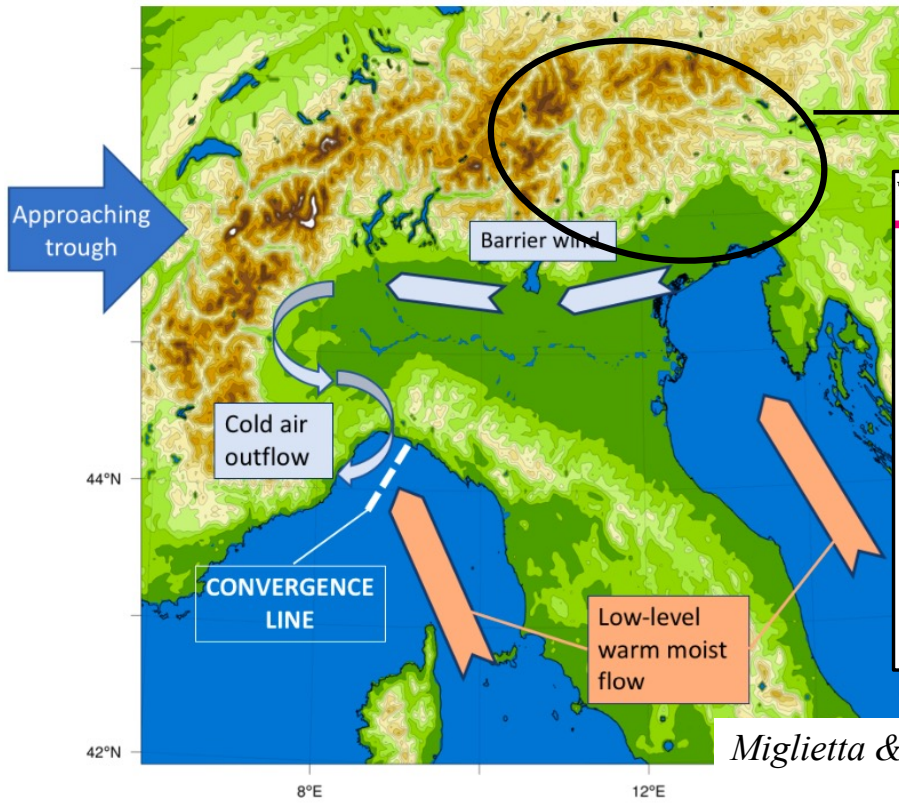 Approaching
trough
Barrier wind
Cold air
outflow
44°N
CONVERGENCE
LINE
Low-level
warm moist
flow
42°N
Miglietta &
8°E
12°E